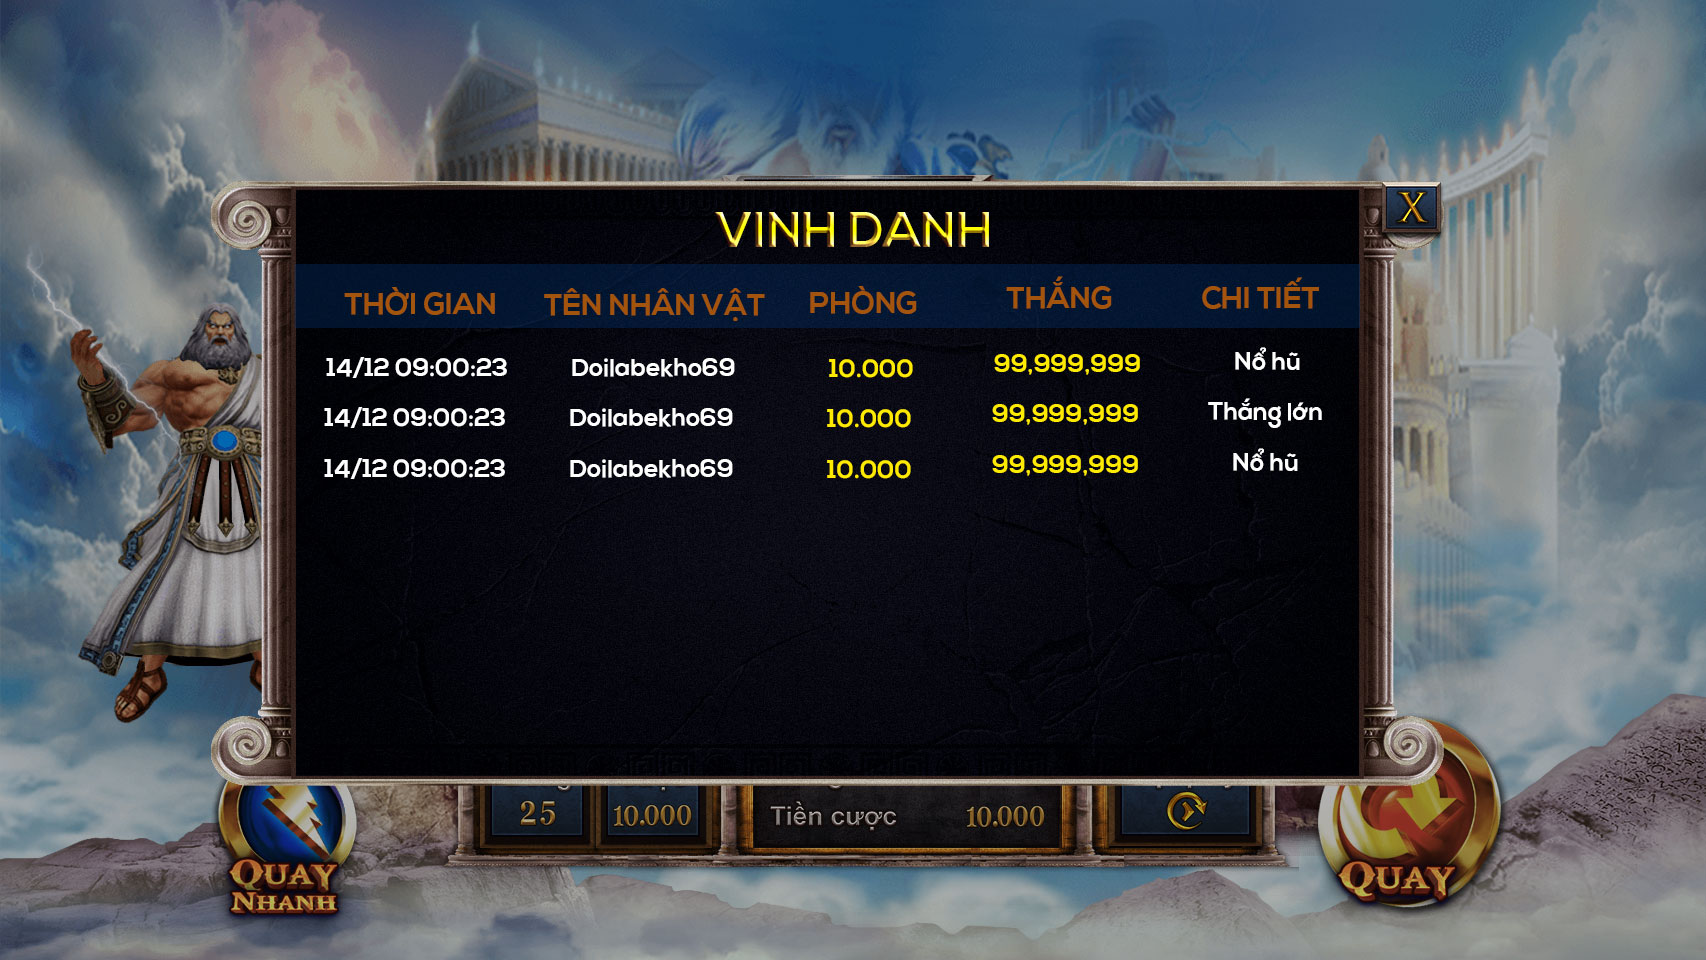 VINH DANH
X
THỜI GIAN TÊN NHÂN VẬT PHÒNG THẮNG CHI TIẾT
14/12 09:00:23 Doilabekho69 10.000 99,999,999 Nổ hũ
14/12 09:00:23 Doilabekho69 10.000 99,999,999 Thắng lớn
14/12 09:00:23 Doilabekho69 10.000 99,999,999 Nổ hũ
25 10.000 Tiền cược 10.000
QUAY NHANH
QUAY